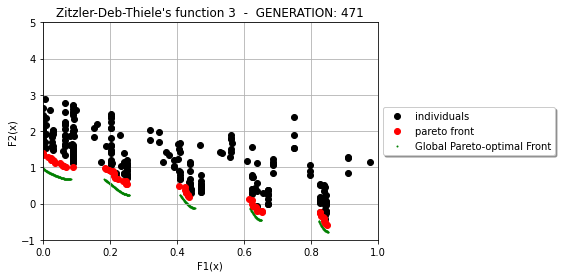 Zitzler-Deb-Thiele's function 3 - GENERATION: 471
5
4
3
2
1
0
−1
F2(x)
0.0 0.2 0.4 0.6 0.8 1.0
F1(x)
individuals
pareto front
Global Pareto-optimal Front